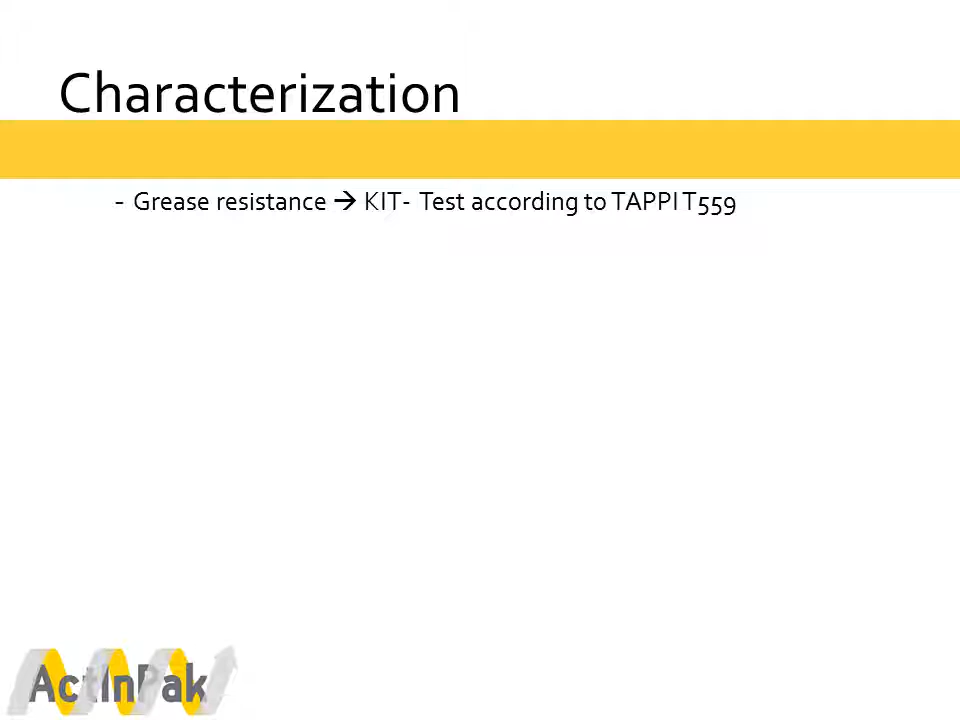 Characterization
- Grease resistance → KIT- Test according to TAPPI T559
ActInPak